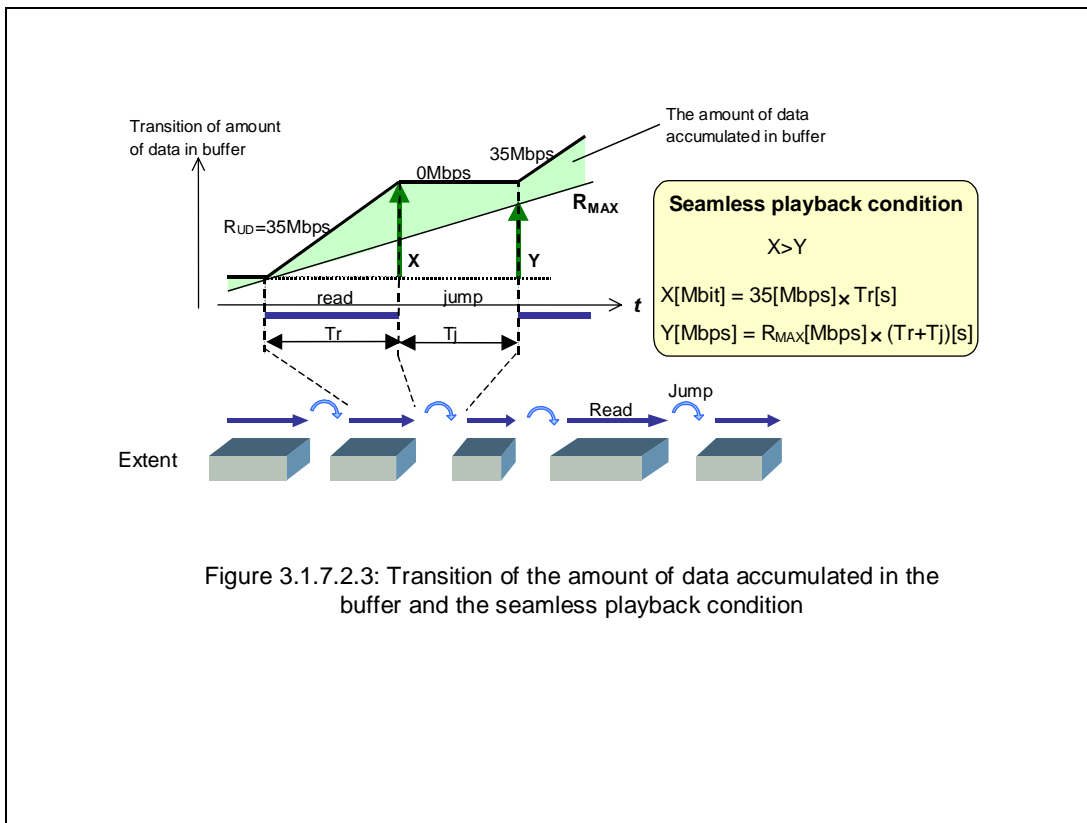 Transition of amount
of data in buffer
The amount of data
accumulated in buffer
35Mbps
0Mbps
RUD=35Mbps
RMAX
X
Y
read
jump
t
Tr
Tj
Seamless playback condition
X>Y
X[Mbit] = 35[Mbps]× Tr[s]
Y[Mbps] = RMAX[Mbps]× (Tr+Tj)[s]
Jump
Read
Extent
Figure 3.1.7.2.3: Transition of the amount of data accumulated in the
buffer and the seamless playback condition